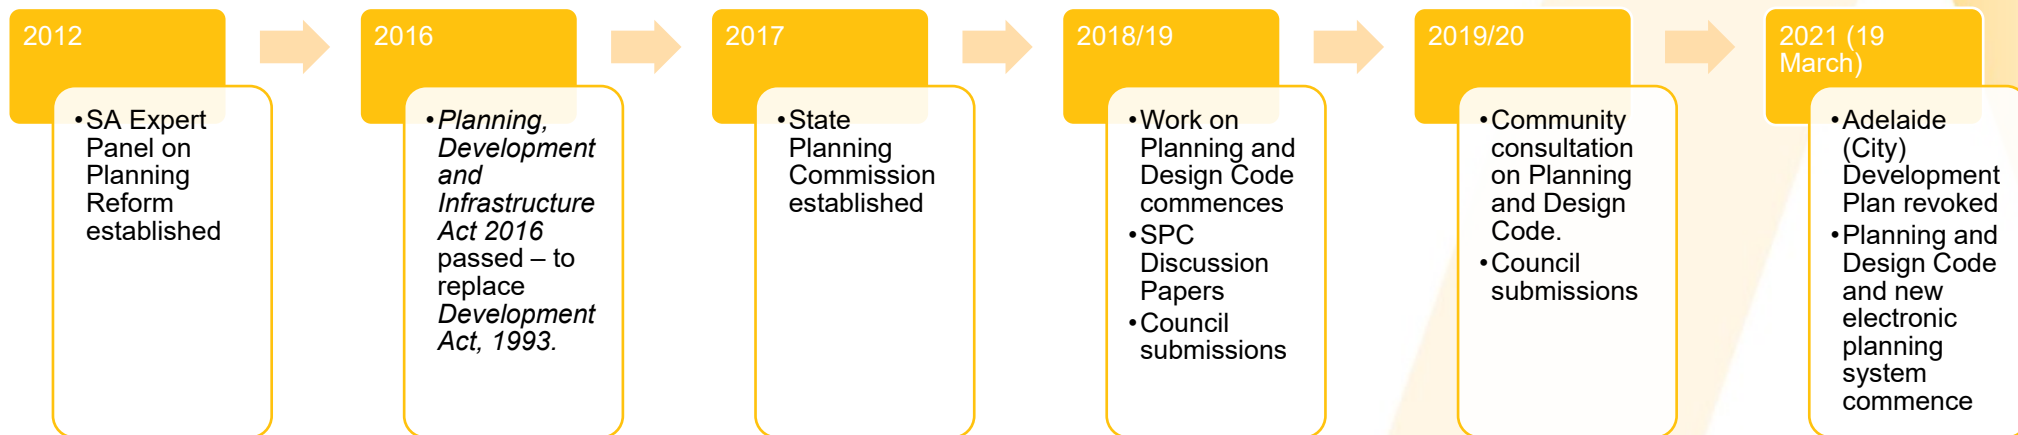 2012
•SA Expert
Panel on
Planning
Reform
established
2016
•Planning,
Development
and
Infrastructure
Act 2016
passed – to
replace
Development
Act, 1993.
2017
•State
Planning
Commission
established
2018/19
•Work on
Planning and
Design Code
commences
•SPC
Discussion
Papers
•Council
submissions
2019/20
•Community
consultation
on Planning
and Design
Code.
•Council
submissions
2021 (19
March)
•Adelaide
(City)
Development
Plan revoked
•Planning and
Design Code
and new
electronic
planning
system
commence